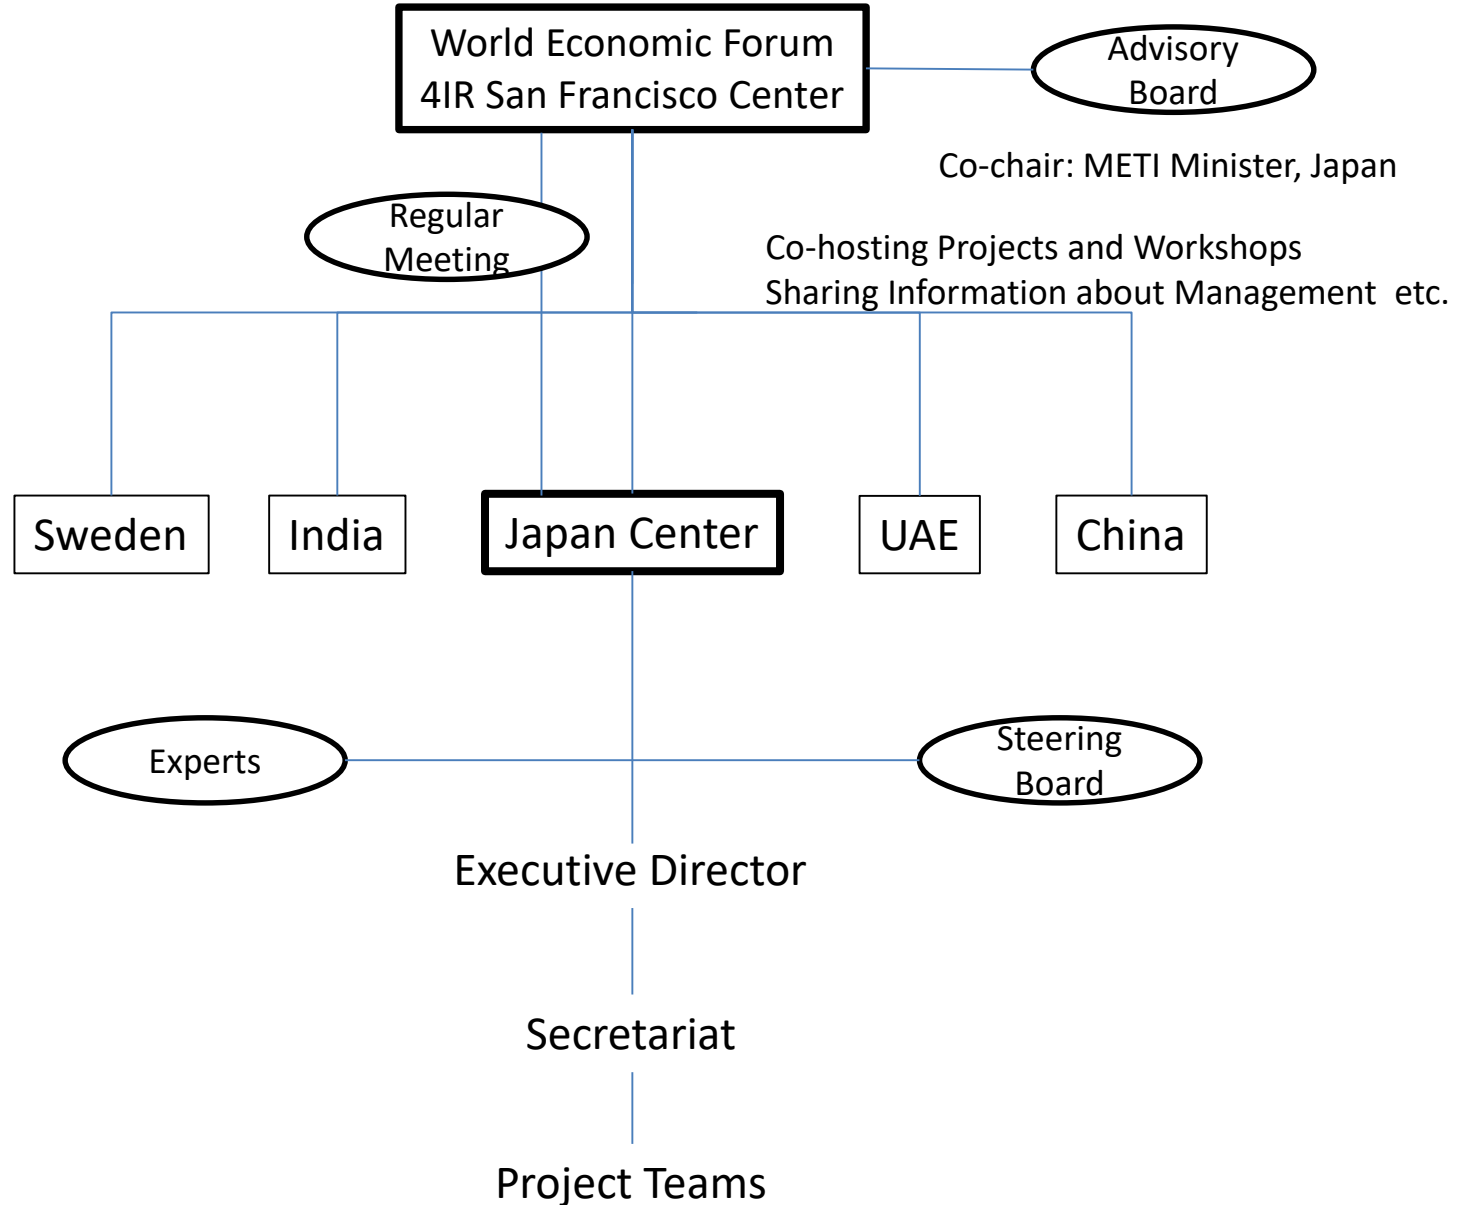 World Economic Forum
4IR San Francisco Center
Advisory
Board
Co-chair: METI Minister, Japan
Regular
Meeting
Co-hosting Projects and Workshops
Sharing Information about Management  etc.
Sweden
India
Japan Center
UAE
China
Experts
Steering
Board
Executive Director
Secretariat
Project Teams